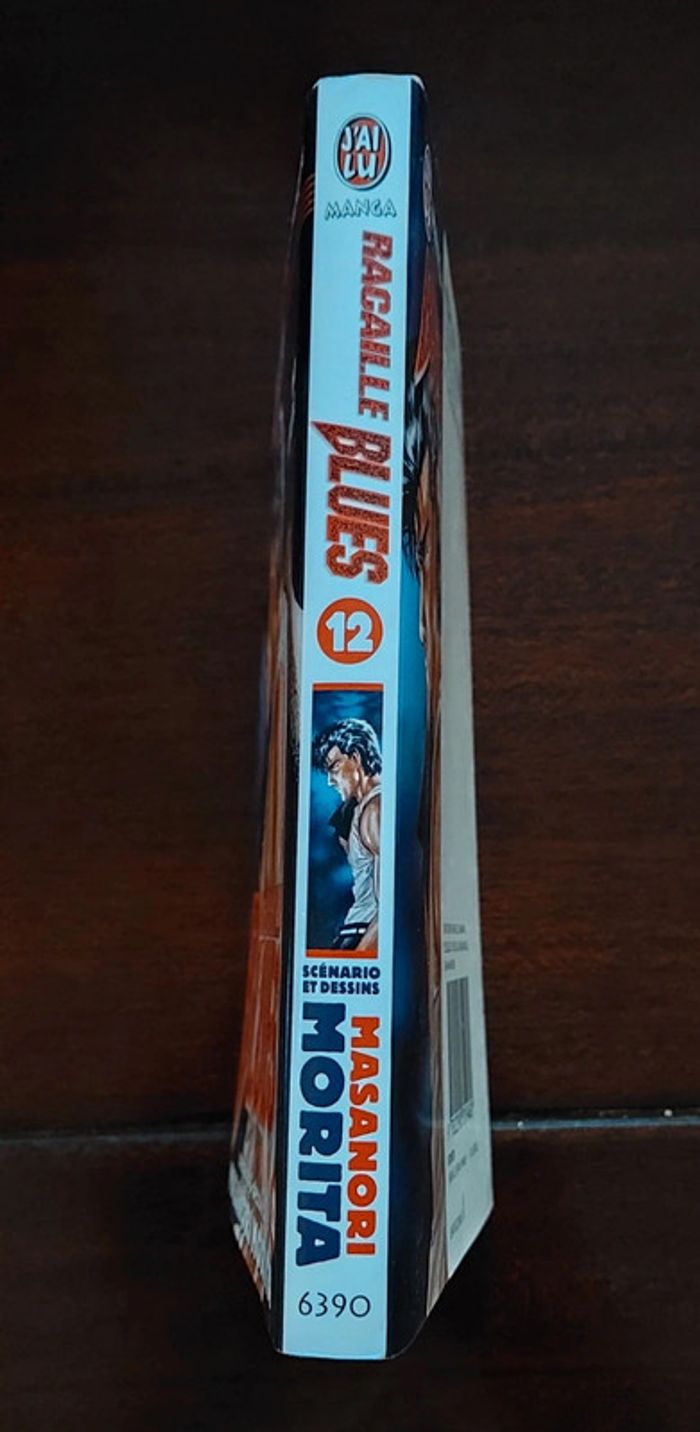 J'AI
LU
MANGA
RACAILLE
BLUES
12
SCÉNARIO
ET DESSINS
MASANORI
MORITA
6390